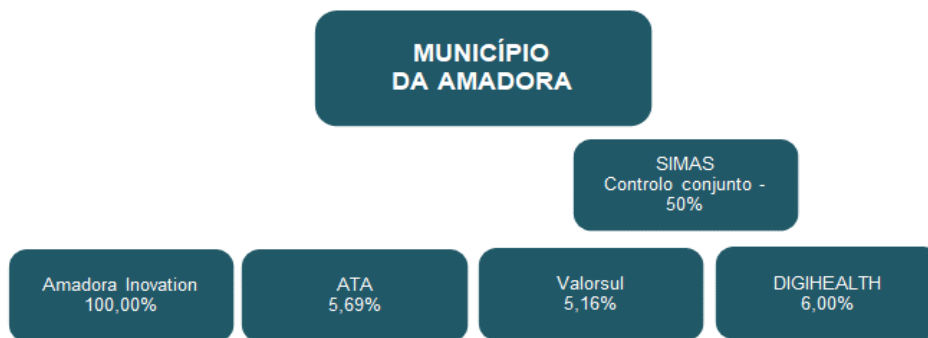 MUNICÍPIO
DA AMADORA
SIMAS
Controlo conjunto -
50%
Amadora Inovation
100,00%
ATA
5,69%
Valorsul
5,16%
DIGIHEALTH
6,00%